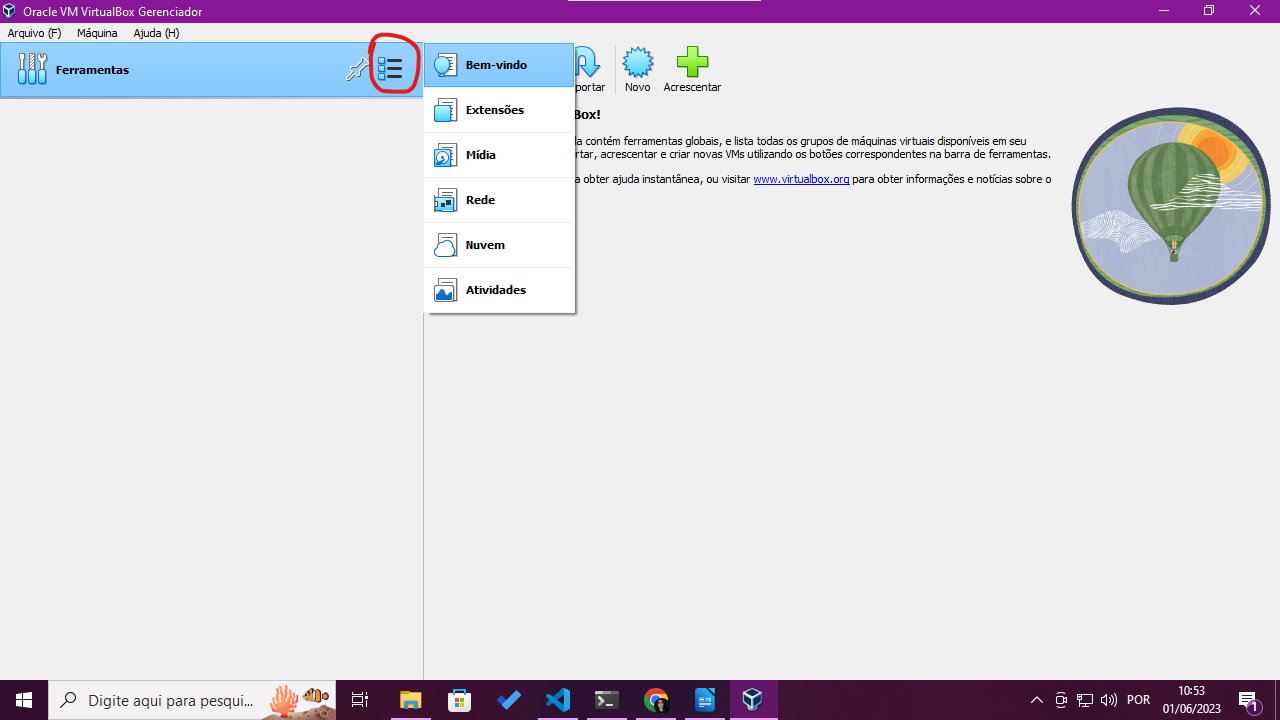 Oracle VM VirtualBox Gerenciador
Arquivo (F) Máquina Ajuda (H)
Ferramentas
Bem-vindo
Extensões
Mídia
Rede
Nuvem
Atividades
portar Novo Acrescentar
Box!
da contém ferramentas globais, e lista todas os grupos de máquinas virtuais disponíveis em seu
rtar, acrescentar e criar novas VMs utilizando os botões correspondentes na barra de ferramentas.
a obter ajuda instantânea, ou visitar www.virtualbox.org para obter informações e notícias sobre o
Digite aqui para pesqui...
POR
10:53
01/06/2023
1